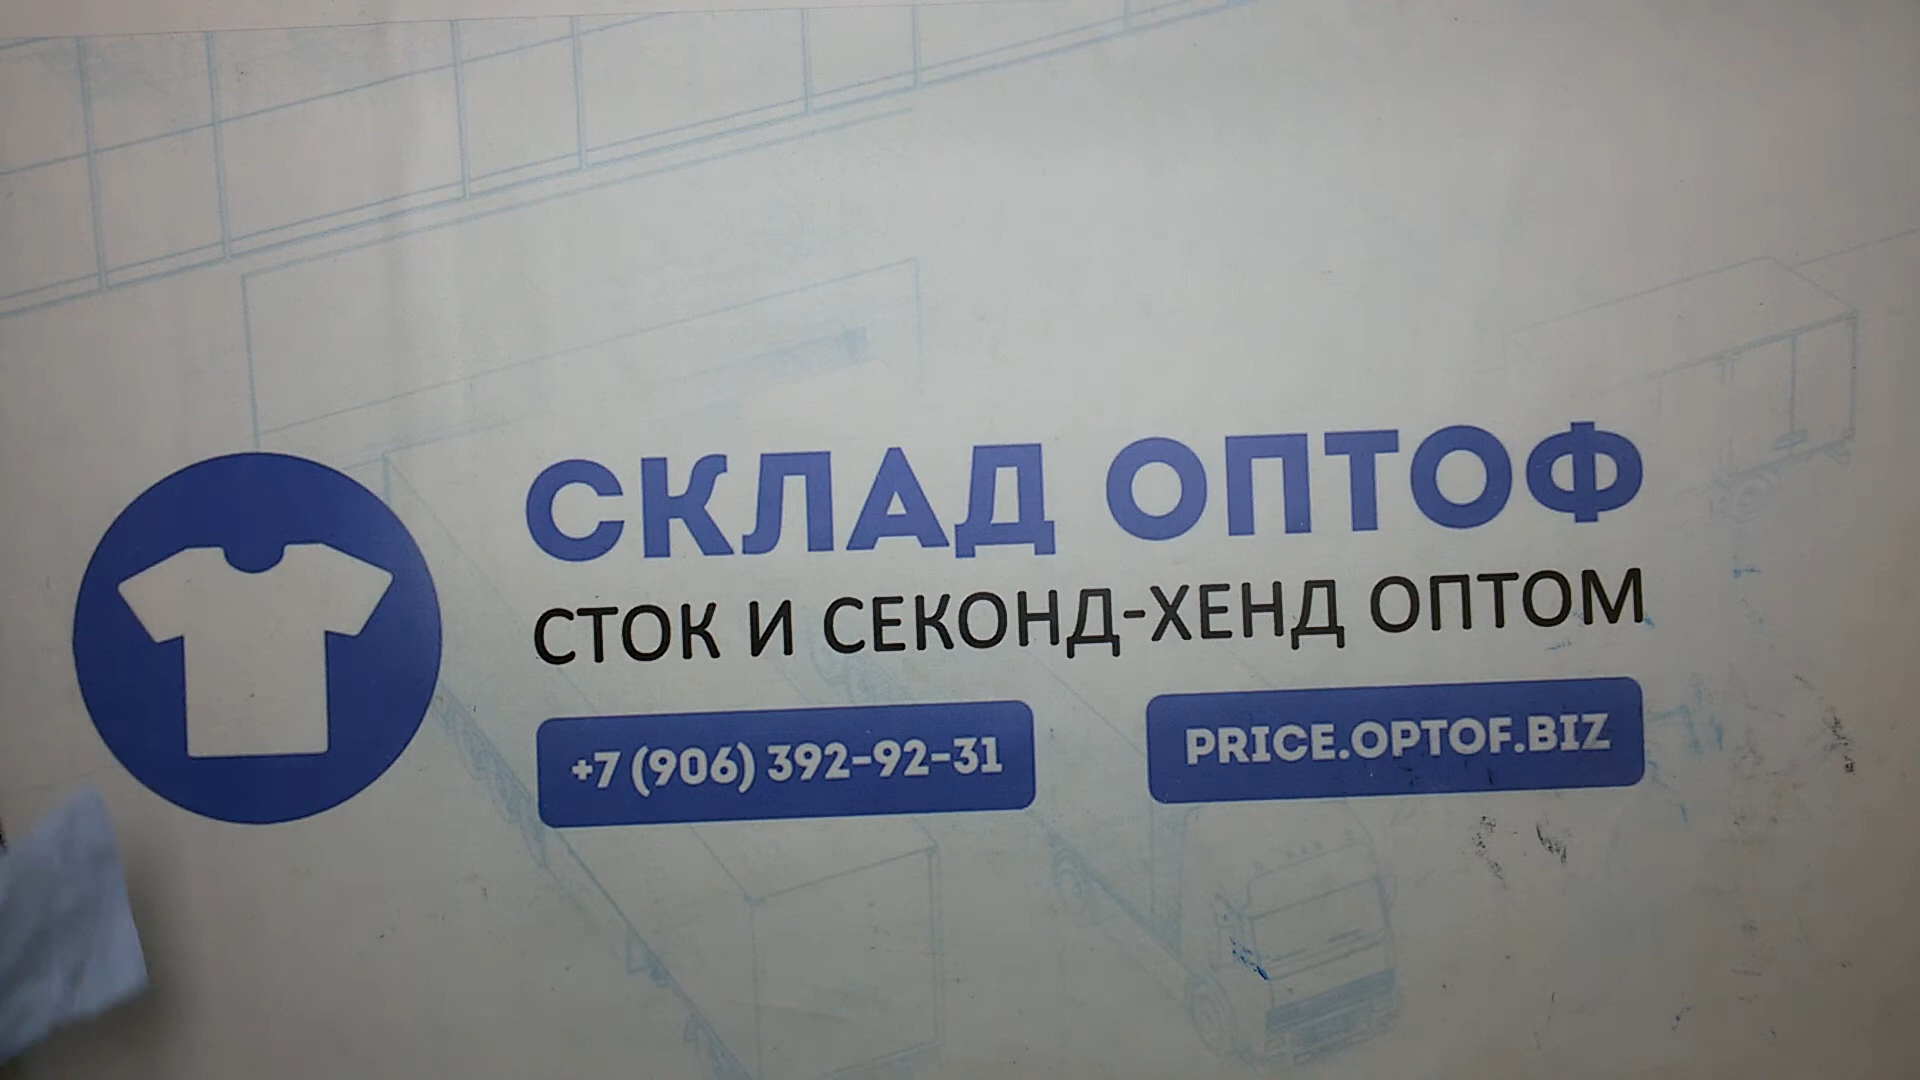 СКЛАД ОПТОФ
СТОК И СЕКОНД-ХЕНД ОПТОМ
+7 (906) 392-92-31
PRICE.OPTOF.BIZ